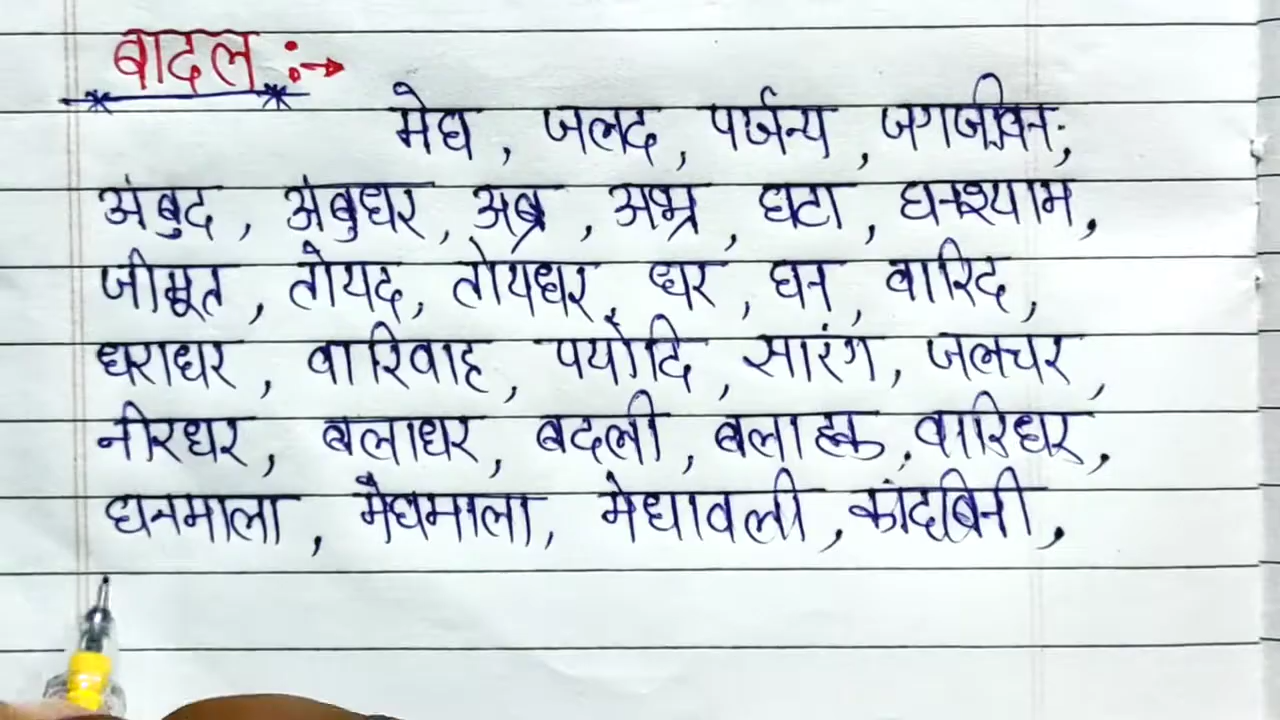 बादल :→
मेघ, जलद, पर्जन्य, जगजीवन,
अंबुद, अंबुधर, अब्र, अभ्र, घटा, घनश्याम,
जीमूत, तोयद, तोयधर, धर, घन, वारिद,
धराधर, वारिवाह, पयोदि, सारंग, जलचर,
नीरधर, बलाधर, बदली, बलाहक, वारिधर,
घनमाला, मेघमाला, मेघावली, कांदबिनी,